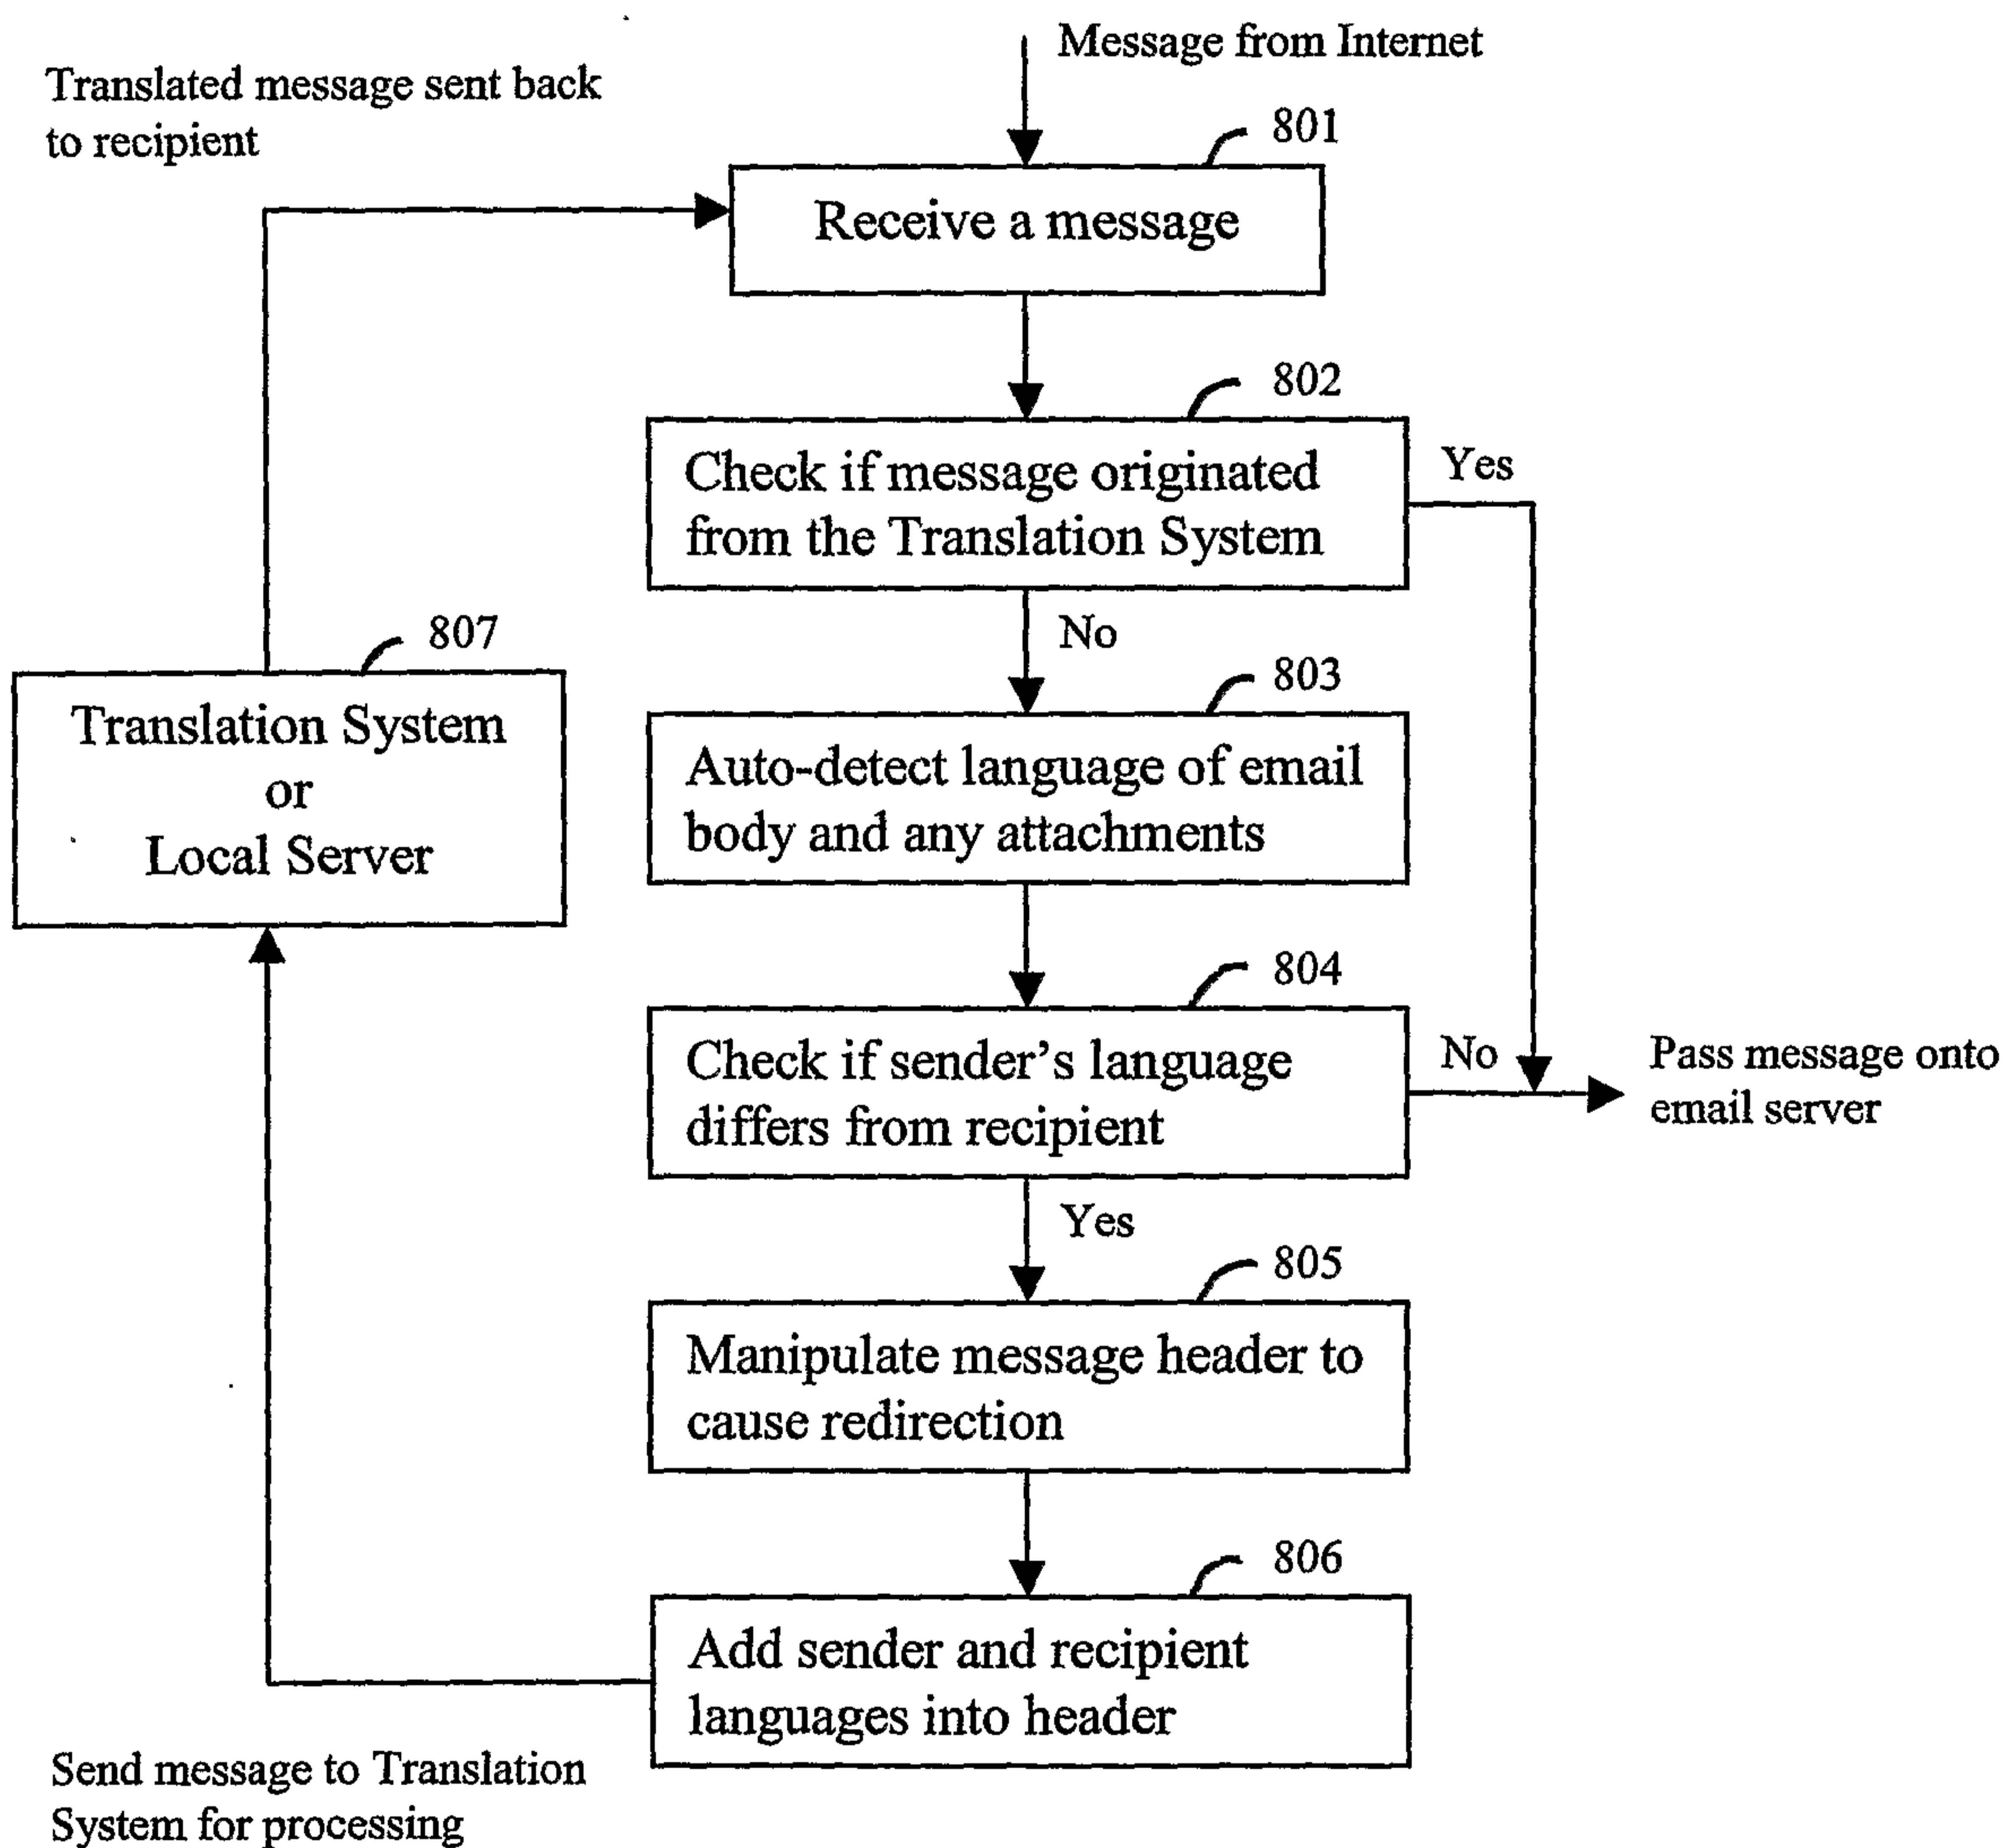 Message from Internet
Translated message sent back
to recipient
801
Receive a message
802
Check if message originated
from the Translation System
Yes
No
807
Translation System
or
Local Server
803
Auto-detect language of email
body and any attachments
804
Check if sender's language
differs from recipient
No
Pass message onto
email server
Yes
805
Manipulate message header to
cause redirection
806
Add sender and recipient
languages into header
Send message to Translation
System for processing